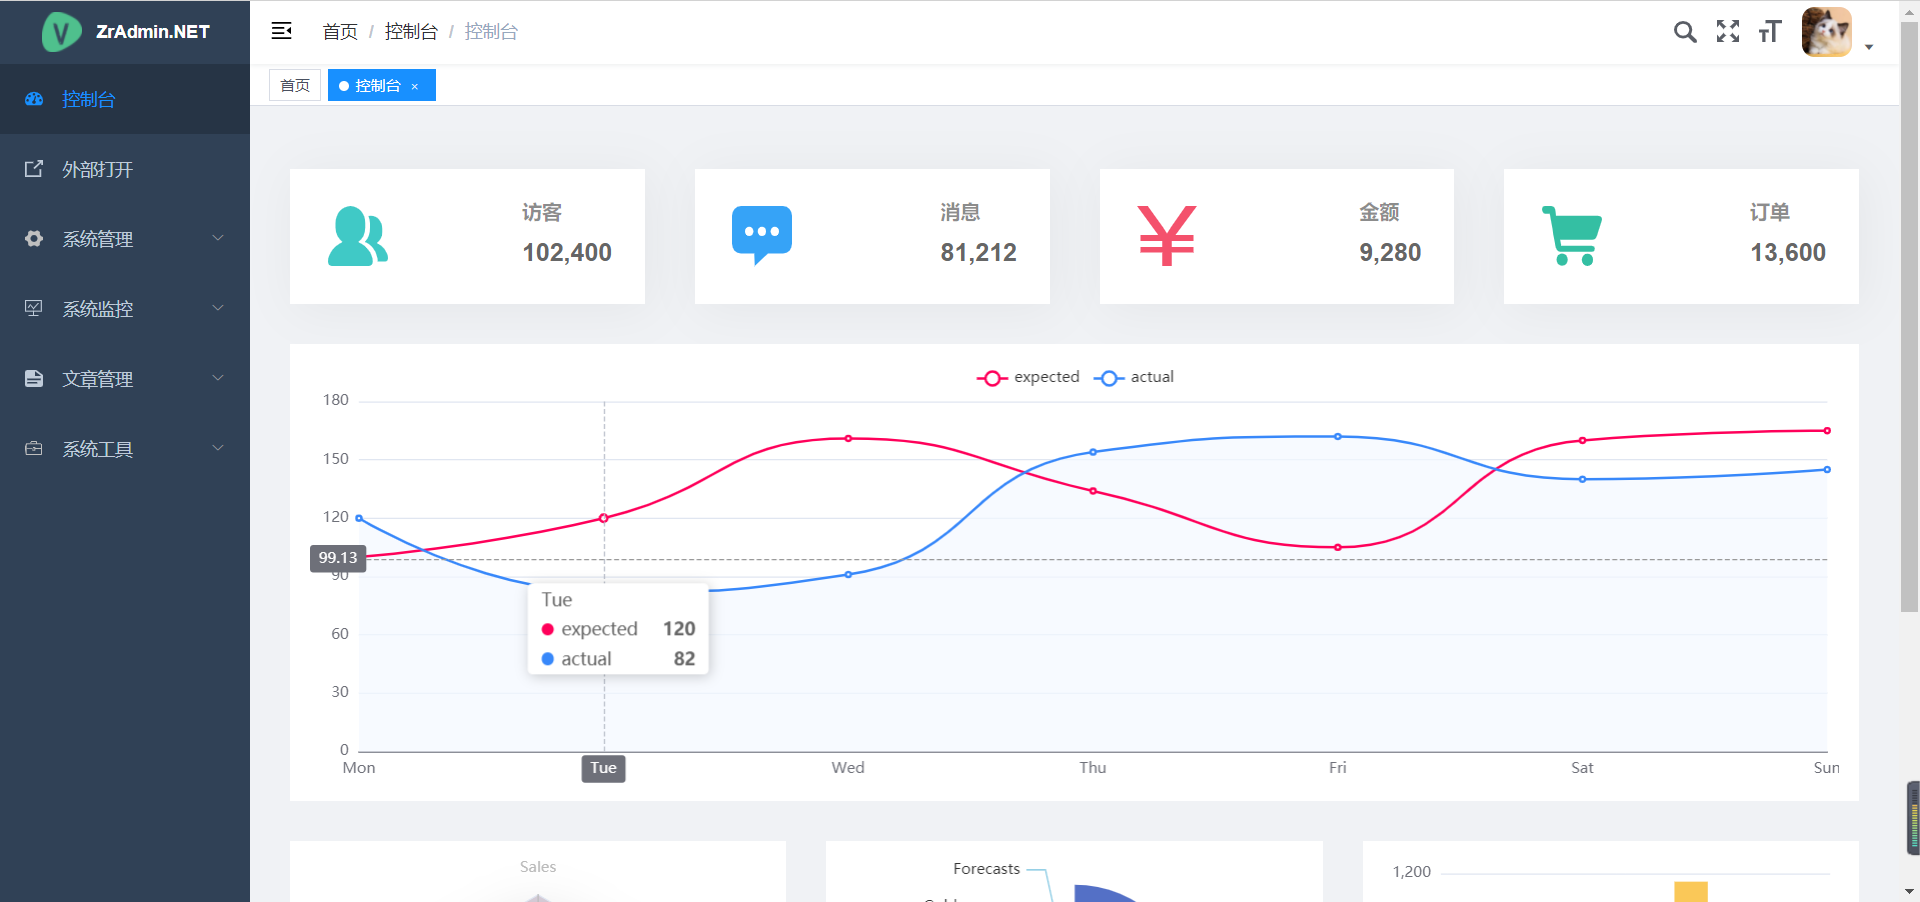 ZrAdmin.NET
首页 / 控制台 / 控制台
首页
控制台 ×
控制台
外部打开
系统管理
系统监控
文章管理
系统工具
访客
102,400
消息
81,212
金额
9,280
订单
13,600
expected
actual
180
150
120
99.13
90
60
30
0
Tue
expected 120
actual 82
Mon
Tue
Wed
Thu
Fri
Sat
Sun
Sales
Forecasts
1,200